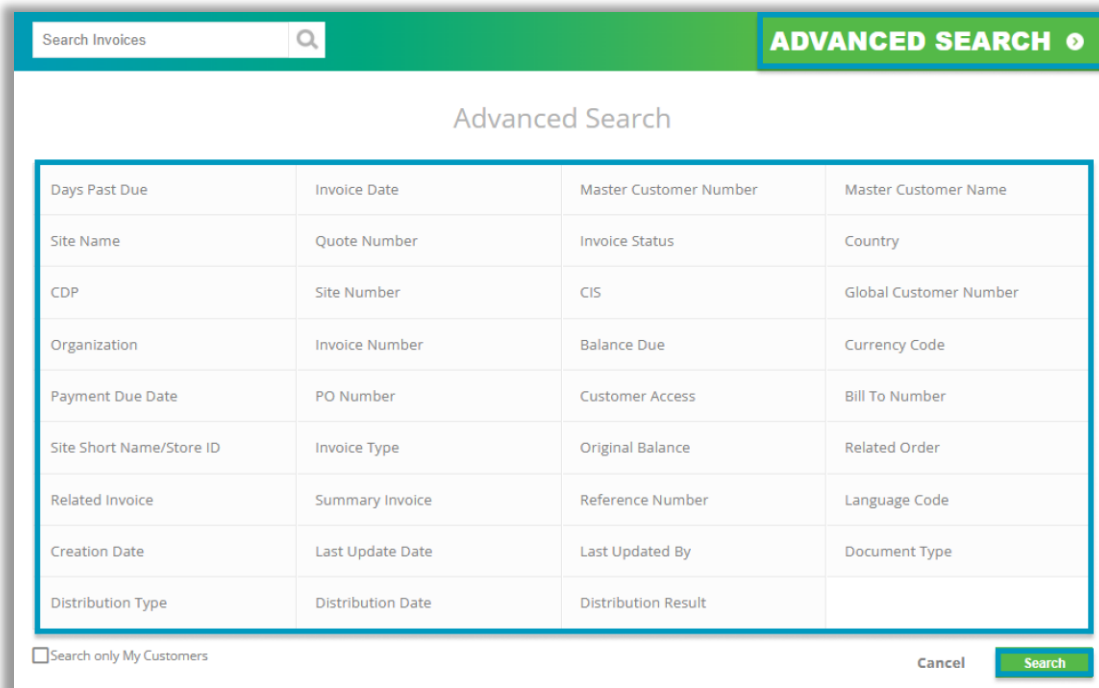 Search Invoices
ADVANCED SEARCH
Advanced Search
Days Past Due Invoice Date Master Customer Number Master Customer Name
Site Name Quote Number Invoice Status Country
CDP Site Number CIS Global Customer Number
Organization Invoice Number Balance Due Currency Code
Payment Due Date PO Number Customer Access Bill To Number
Site Short Name/Store ID Invoice Type Original Balance Related Order
Related Invoice Summary Invoice Reference Number Language Code
Creation Date Last Update Date Last Updated By Document Type
Distribution Type Distribution Date Distribution Result
Search only My Customers
Cancel Search